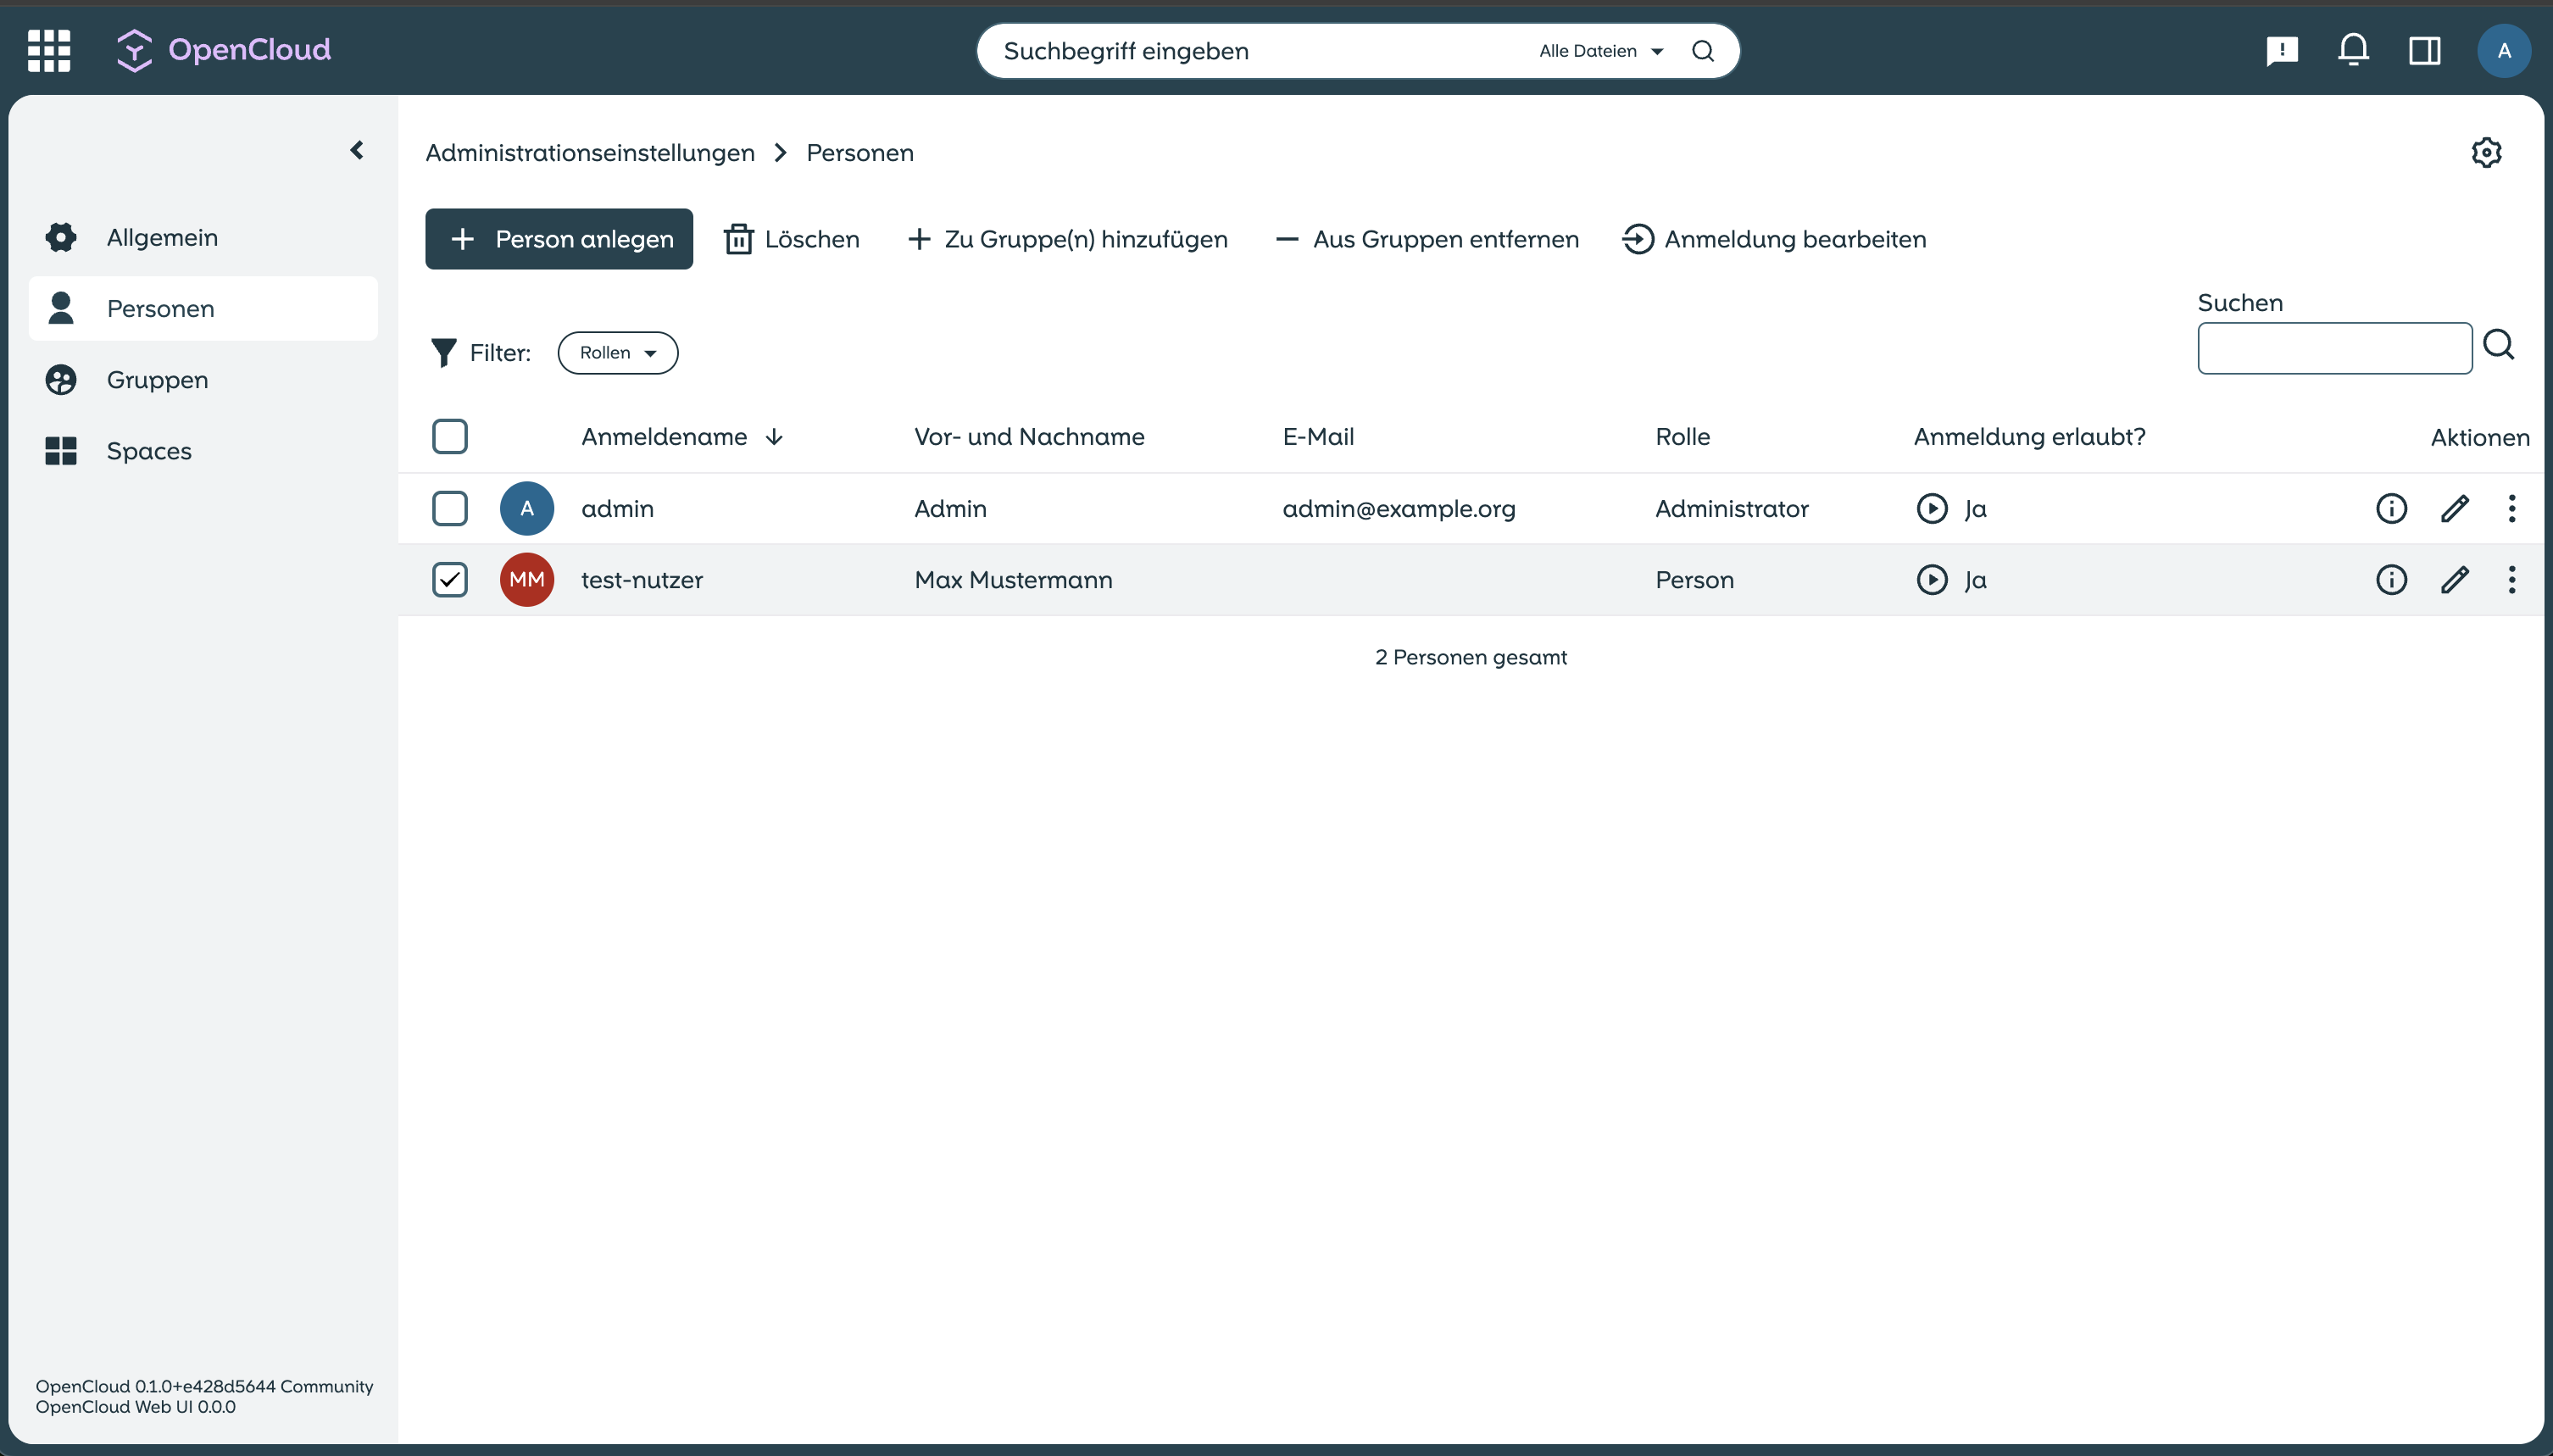 OpenCloud
Suchbegriff eingeben
Alle Dateien
A
Administrationseinstellungen Personen
Allgemein
Personen
Gruppen
Spaces
Person anlegen Löschen Zu Gruppe(n) hinzufügen Aus Gruppen entfernen Anmeldung bearbeiten
Suchen
Filter: Rollen
Anmeldename Vor- und Nachname E-Mail Rolle Anmeldung erlaubt? Aktionen
A admin Admin admin@example.org Administrator Ja
MM test-nutzer Max Mustermann Person Ja
2 Personen gesamt
OpenCloud 0.1.0+e428d5644 Community
OpenCloud Web UI 0.0.0